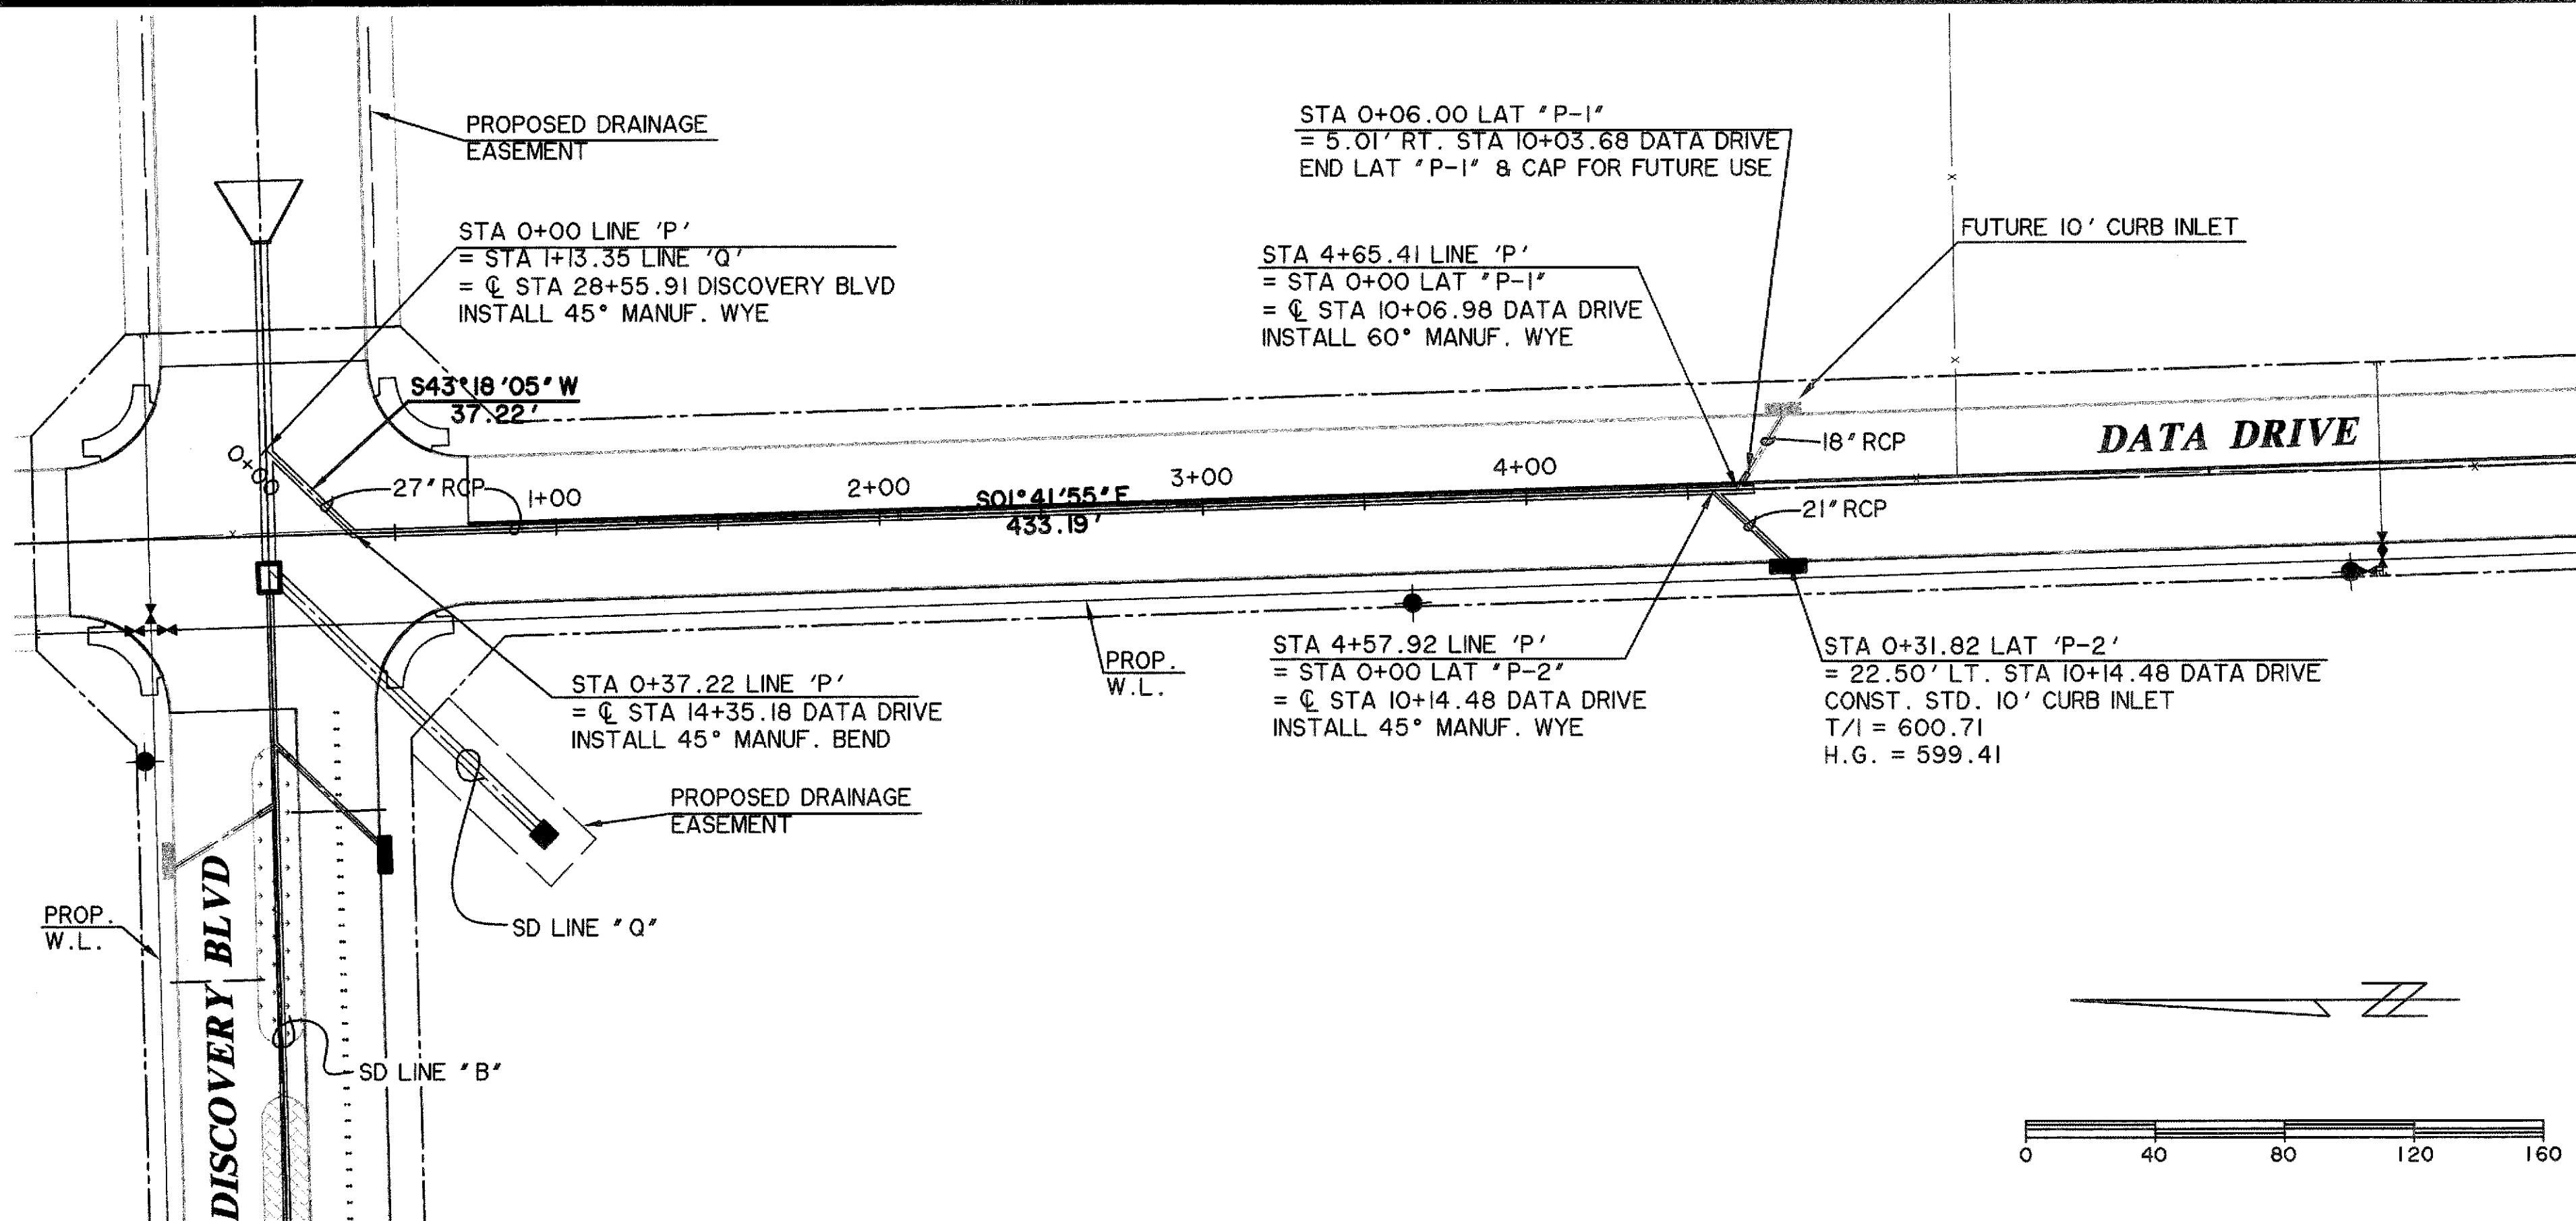 PROPOSED DRAINAGE
EASEMENT
STA 0+00 LINE 'P'
= STA 1+13.35 LINE 'Q'
= ℄ STA 28+55.91 DISCOVERY BLVD
INSTALL 45° MANUF. WYE
STA 0+06.00 LAT "P-1"
= 5.01' RT. STA 10+03.68 DATA DRIVE
END LAT "P-1" & CAP FOR FUTURE USE
STA 4+65.41 LINE 'P'
= STA 0+00 LAT "P-1"
= ℄ STA 10+06.98 DATA DRIVE
INSTALL 60° MANUF. WYE
FUTURE 10' CURB INLET
S43°18'05"W
37.22'
0+00
27" RCP
1+00
2+00
S01°41'55"E
433.19'
3+00
4+00
18" RCP
21" RCP
DATA DRIVE
STA 0+37.22 LINE 'P'
= ℄ STA 14+35.18 DATA DRIVE
INSTALL 45° MANUF. BEND
PROP.
W.L.
STA 4+57.92 LINE 'P'
= STA 0+00 LAT "P-2"
= ℄ STA 10+14.48 DATA DRIVE
INSTALL 45° MANUF. WYE
STA 0+31.82 LAT 'P-2'
= 22.50' LT. STA 10+14.48 DATA DRIVE
CONST. STD. 10' CURB INLET
T/I = 600.71
H.G. = 599.41
PROPOSED DRAINAGE
EASEMENT
SD LINE "Q"
PROP.
W.L.
DISCOVERY BLVD
SD LINE "B"
Z
0 40 80 120 160